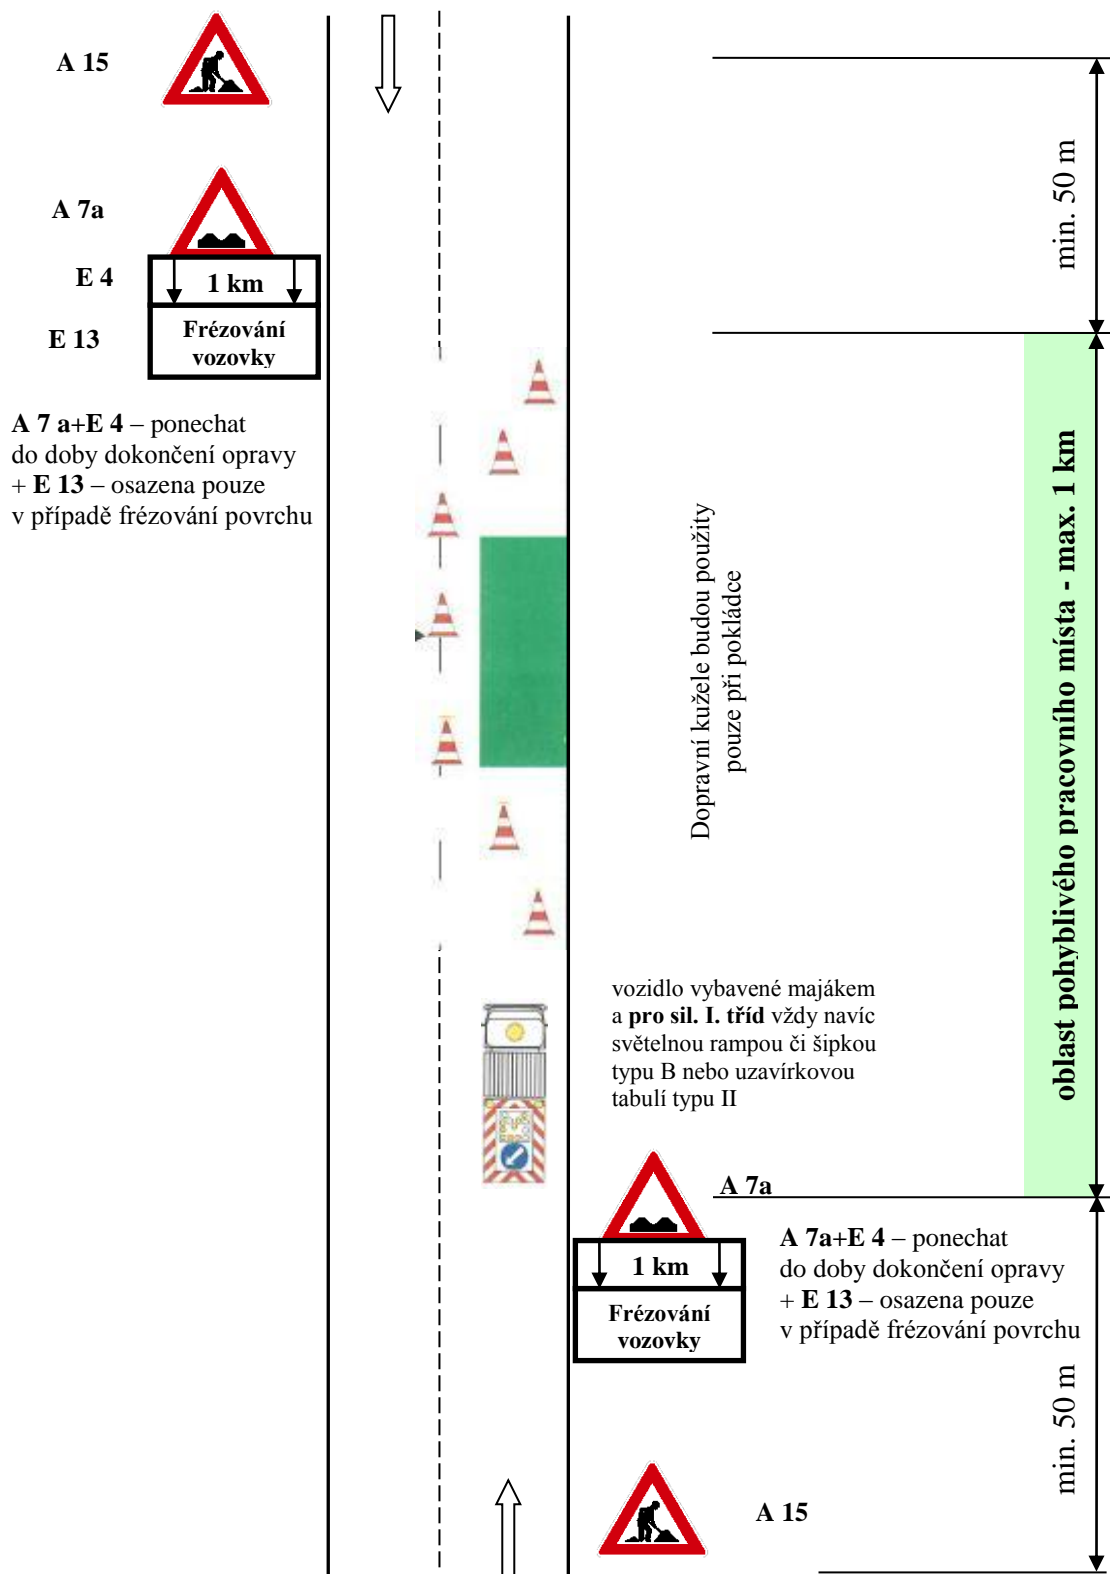 A 15
A 7a
E 4
1 km
E 13
Frézování
vozovky
A 7 a+E 4 – ponechat
do doby dokončení opravy
+ E 13 – osazena pouze
v případě frézování povrchu
min. 50 m
oblast pohyblivého pracovního místa - max. 1 km
Dopravní kužele budou použity
pouze při pokládce
vozidlo vybavené majákem
a pro sil. I. tříd vždy navíc
světelnou rampou či šipkou
typu B nebo uzavírkovou
tabulí typu II
A 7a
1 km
Frézování
vozovky
A 7a+E 4 – ponechat
do doby dokončení opravy
+ E 13 – osazena pouze
v případě frézování povrchu
min. 50 m
A 15